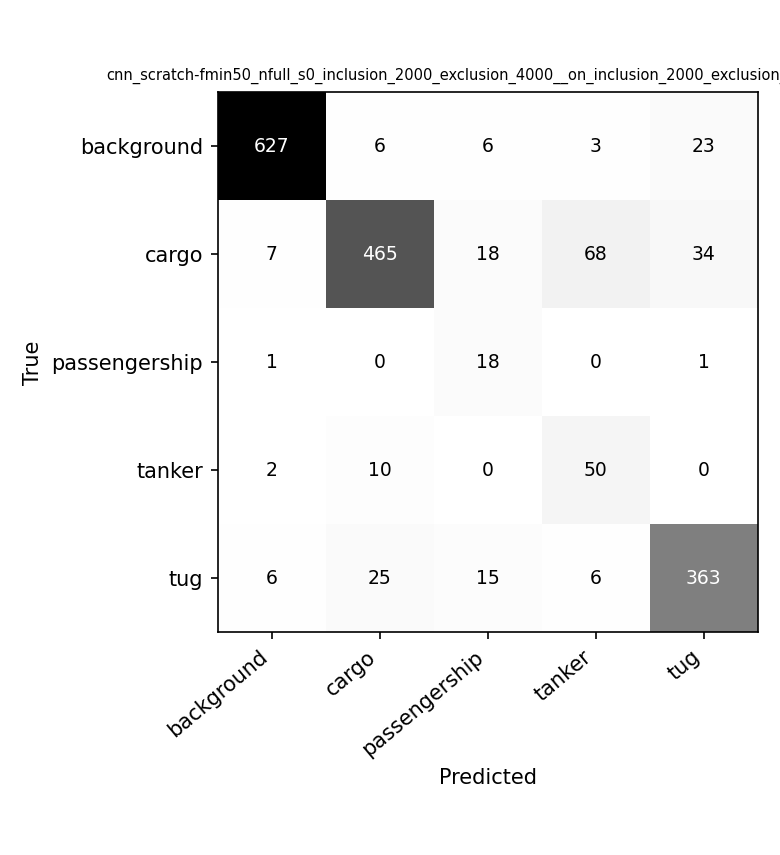 cnn_scratch-fmin50_nfull_s0_inclusion_2000_exclusion_4000__on_inclusion_2000_exclusion_
background 627 6 6 3 23
cargo 7 465 18 68 34
passengership 1 0 18 0 1
tanker 2 10 0 50 0
tug 6 25 15 6 363
True
background cargo passengership tanker tug
Predicted